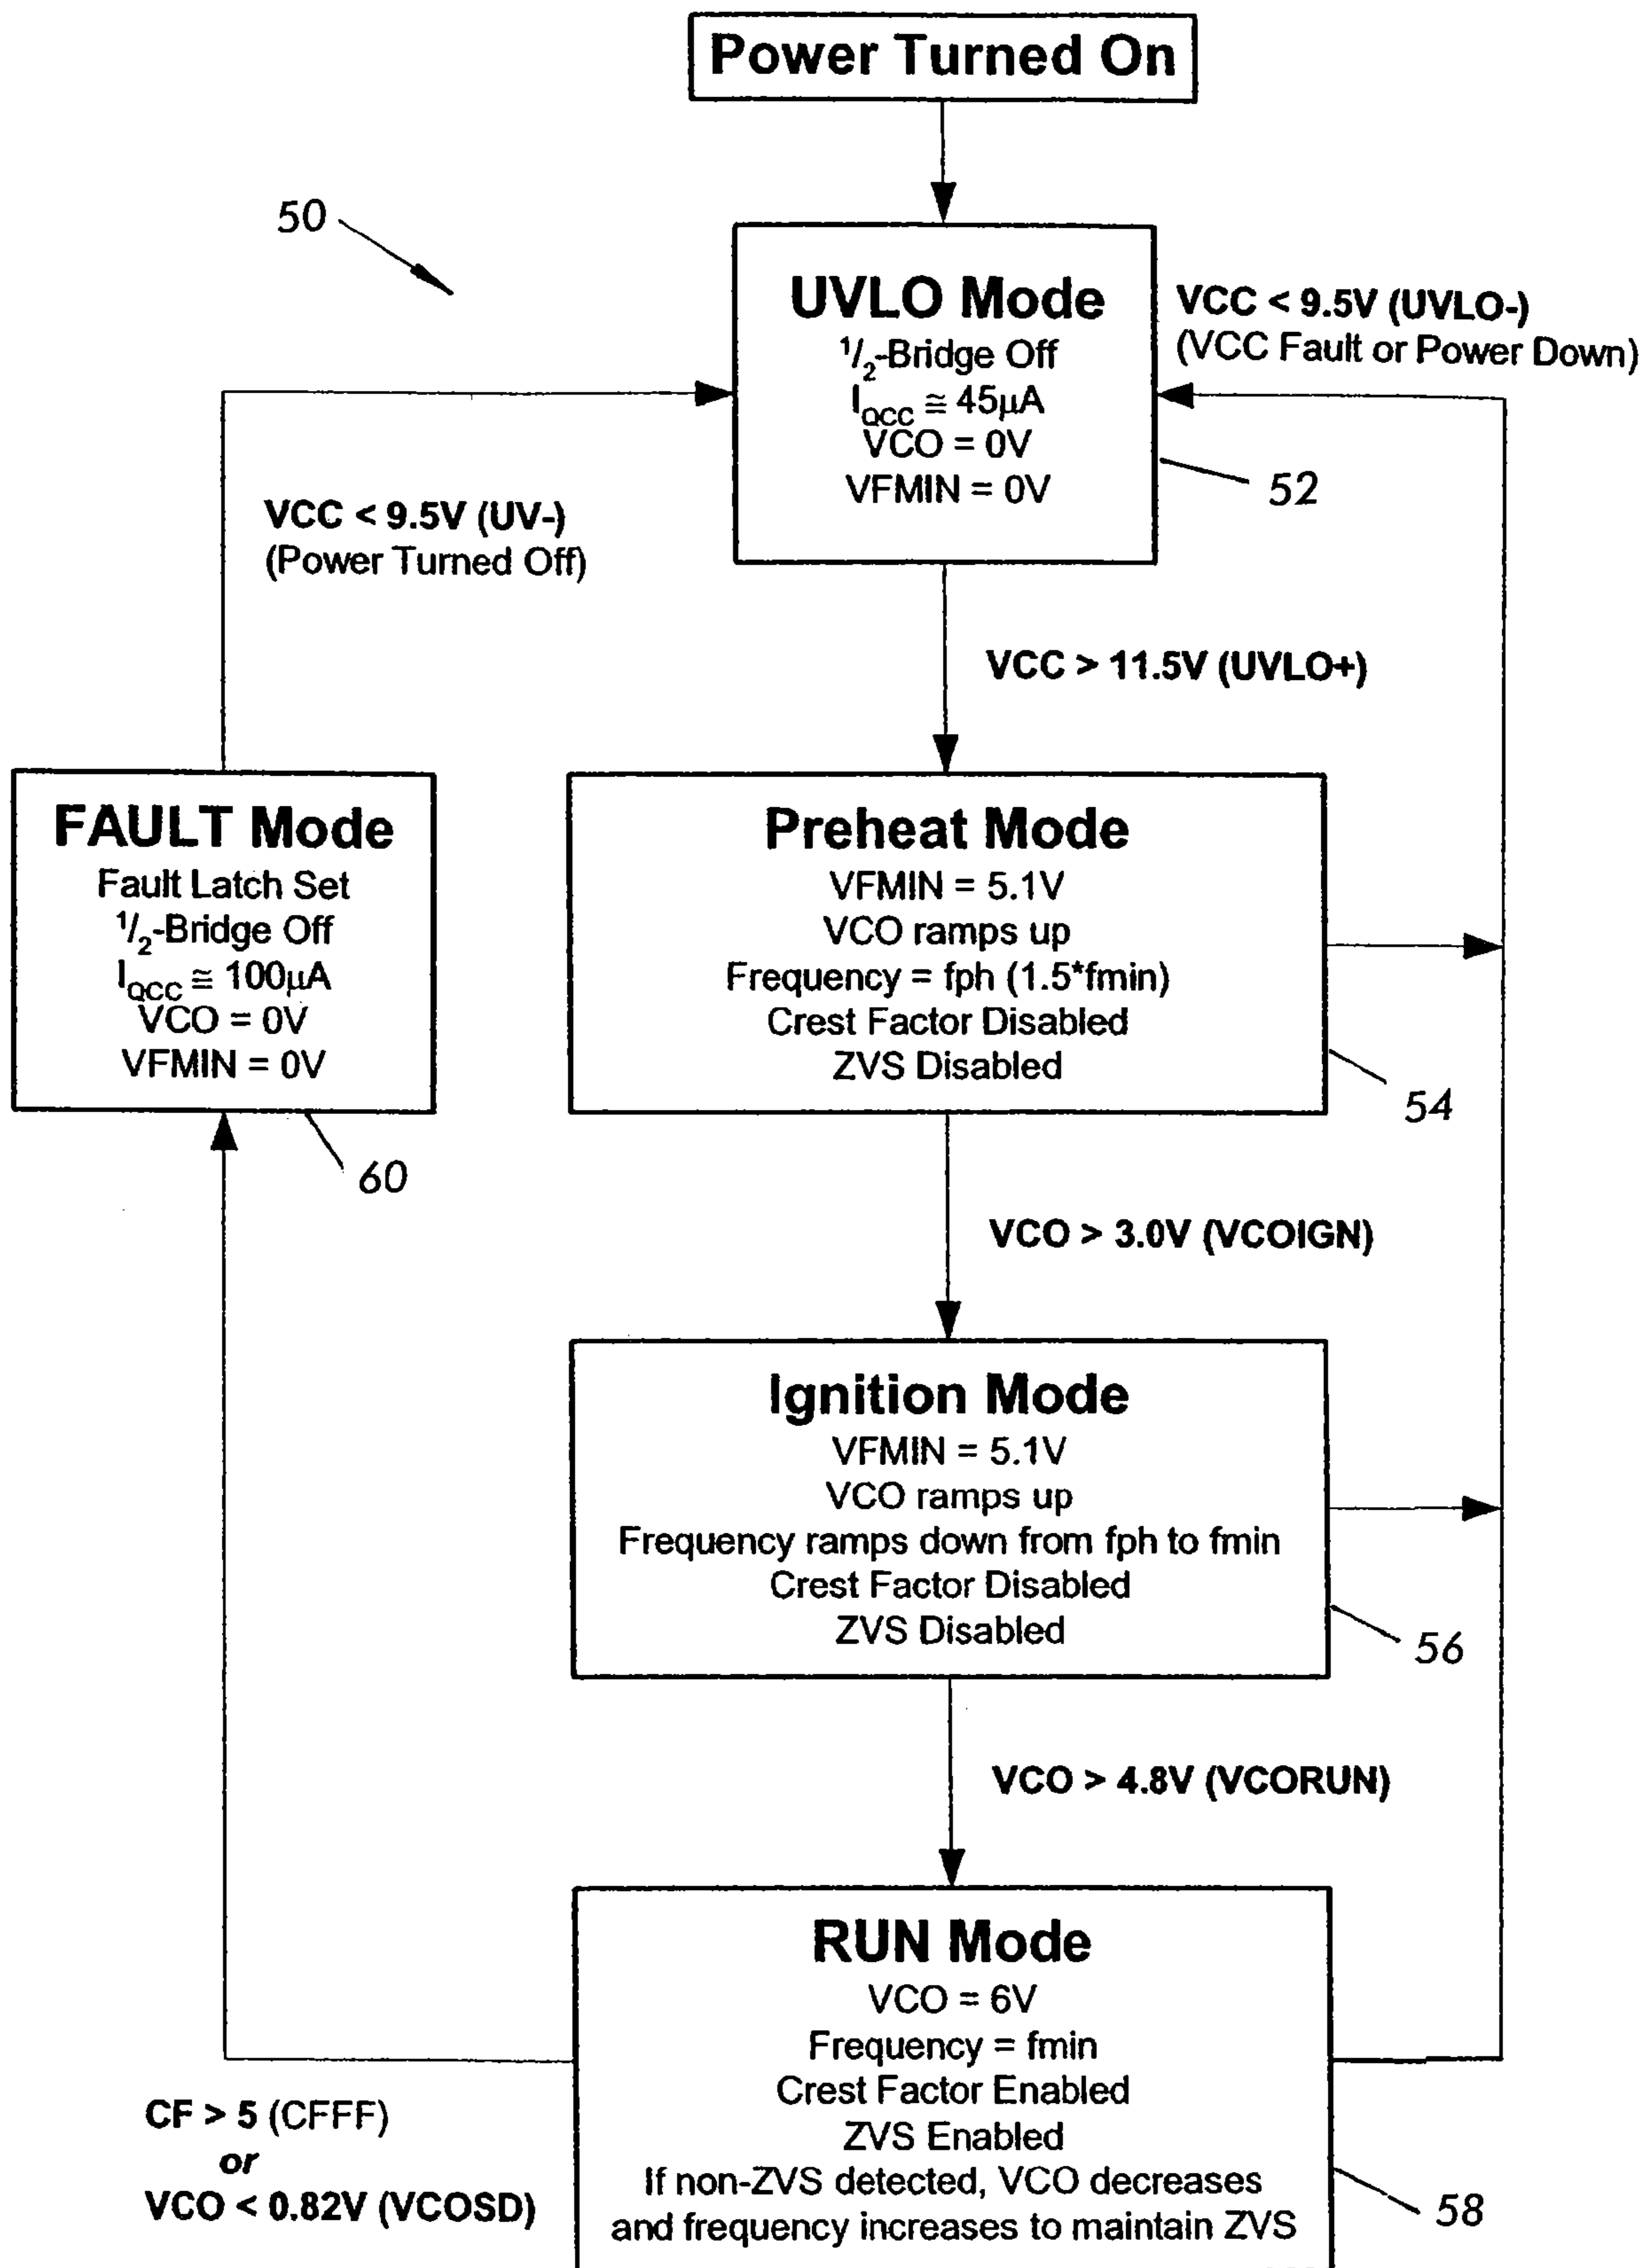 Power Turned On
50
UVLO Mode
1/2-Bridge Off
IQCC ≅ 45µA
VCO = 0V
VFMIN = 0V
VCC < 9.5V (UVLO-)
(VCC Fault or Power Down)
52
VCC < 9.5V (UV-)
(Power Turned Off)
VCC > 11.5V (UVLO+)
FAULT Mode
Fault Latch Set
1/2-Bridge Off
IQCC ≅ 100µA
VCO = 0V
VFMIN = 0V
60
Preheat Mode
VFMIN = 5.1V
VCO ramps up
Frequency = fph (1.5*fmin)
Crest Factor Disabled
ZVS Disabled
54
VCO > 3.0V (VCOIGN)
Ignition Mode
VFMIN = 5.1V
VCO ramps up
Frequency ramps down from fph to fmin
Crest Factor Disabled
ZVS Disabled
56
VCO > 4.8V (VCORUN)
RUN Mode
VCO = 6V
Frequency = fmin
Crest Factor Enabled
ZVS Enabled
If non-ZVS detected, VCO decreases
and frequency increases to maintain ZVS
58
CF > 5 (CFFF)
or
VCO < 0.82V (VCOSD)